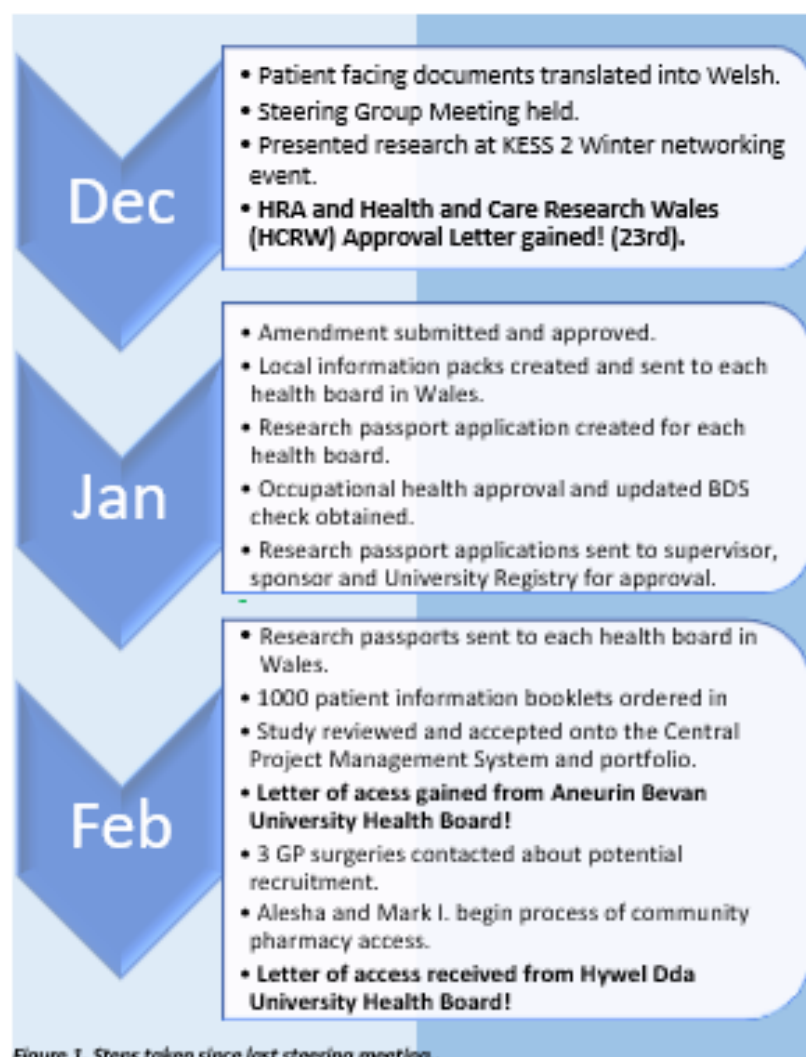 Dec
• Patient facing documents translated into Welsh.
• Steering Group Meeting held.
• Presented research at KESS 2 Winter networking
event.
• HRA and Health and Care Research Wales
(HCRW) Approval Letter gained! (23rd).
Jan
• Amendment submitted and approved.
• Local information packs created and sent to each
health board in Wales.
• Research passport application created for each
health board.
• Occupational health approval and updated BDS
check obtained.
• Research passport applications sent to supervisor,
sponsor and University Registry for approval.
Feb
• Research passports sent to each health board in
Wales.
• 1000 patient information booklets ordered in
• Study reviewed and accepted onto the Central
Project Management System and portfolio.
• Letter of acess gained from Aneurin Bevan
University Health Board!
• 3 GP surgeries contacted about potential
recruitment.
• Alesha and Mark I. begin process of community
pharmacy access.
• Letter of access received from Hywel Dda
University Health Board!
Figure 1. Steps taken since last steering meeting